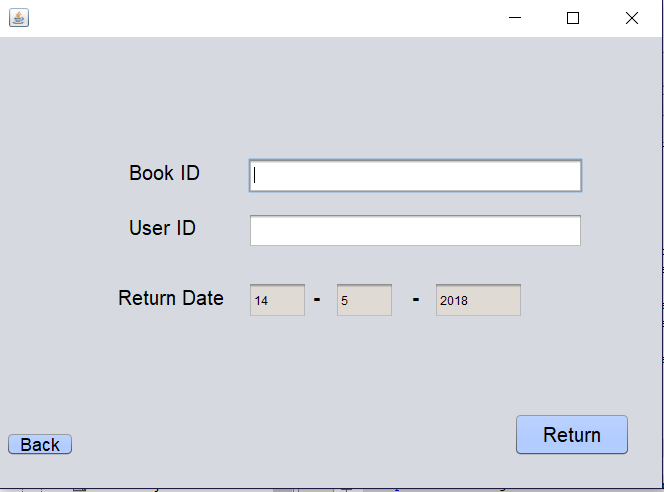 Book ID
User ID
Return Date 14 - 5 - 2018
Back
Return